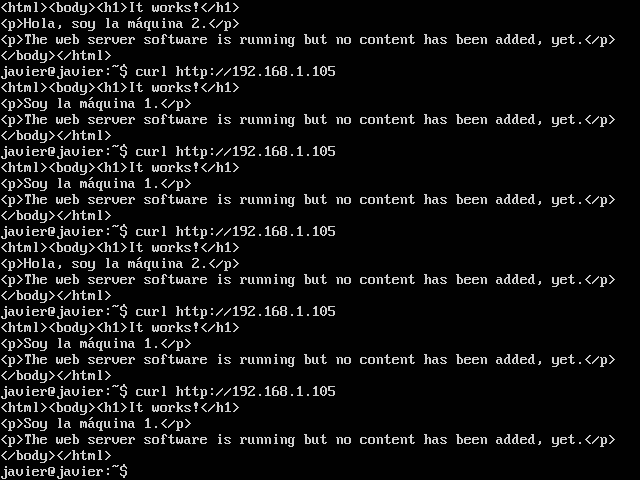 <html><body><h1>It works!</h1>
<p>Hola, soy la máquina 2.</p>
<p>The web server software is running but no content has been added, yet.</p>
</body></html>
javier@javier:~$ curl http://192.168.1.105
<html><body><h1>It works!</h1>
<p>Soy la máquina 1.</p>
<p>The web server software is running but no content has been added, yet.</p>
</body></html>
javier@javier:~$ curl http://192.168.1.105
<html><body><h1>It works!</h1>
<p>Soy la máquina 1.</p>
<p>The web server software is running but no content has been added, yet.</p>
</body></html>
javier@javier:~$ curl http://192.168.1.105
<html><body><h1>It works!</h1>
<p>Hola, soy la máquina 2.</p>
<p>The web server software is running but no content has been added, yet.</p>
</body></html>
javier@javier:~$ curl http://192.168.1.105
<html><body><h1>It works!</h1>
<p>Soy la máquina 1.</p>
<p>The web server software is running but no content has been added, yet.</p>
</body></html>
javier@javier:~$ curl http://192.168.1.105
<html><body><h1>It works!</h1>
<p>Soy la máquina 1.</p>
<p>The web server software is running but no content has been added, yet.</p>
</body></html>
javier@javier:~$